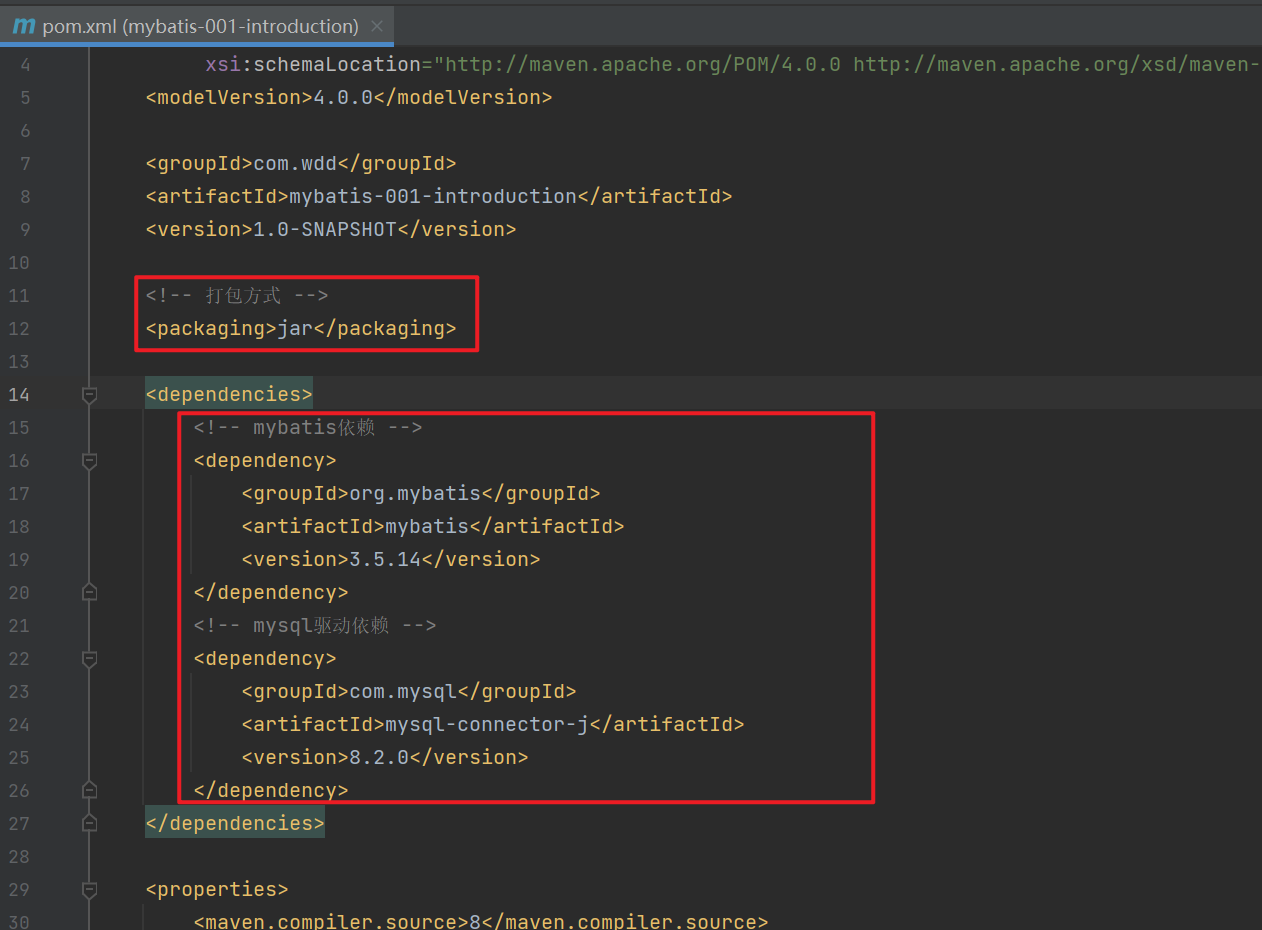 m pom.xml (mybatis-001-introduction) ×
4 xsi:schemaLocation="http://maven.apache.org/POM/4.0.0 http://maven.apache.org/xsd/maven-
5 <modelVersion>4.0.0</modelVersion>
6
7 <groupId>com.wdd</groupId>
8 <artifactId>mybatis-001-introduction</artifactId>
9 <version>1.0-SNAPSHOT</version>
10
11 <!-- 打包方式 -->
12 <packaging>jar</packaging>
13
14 <dependencies>
15 <!-- mybatis依赖 -->
16 <dependency>
17 <groupId>org.mybatis</groupId>
18 <artifactId>mybatis</artifactId>
19 <version>3.5.14</version>
20 </dependency>
21 <!-- mysql驱动依赖 -->
22 <dependency>
23 <groupId>com.mysql</groupId>
24 <artifactId>mysql-connector-j</artifactId>
25 <version>8.2.0</version>
26 </dependency>
27 </dependencies>
28
29 <properties>
30 <maven.compiler.source>8</maven.compiler.source>